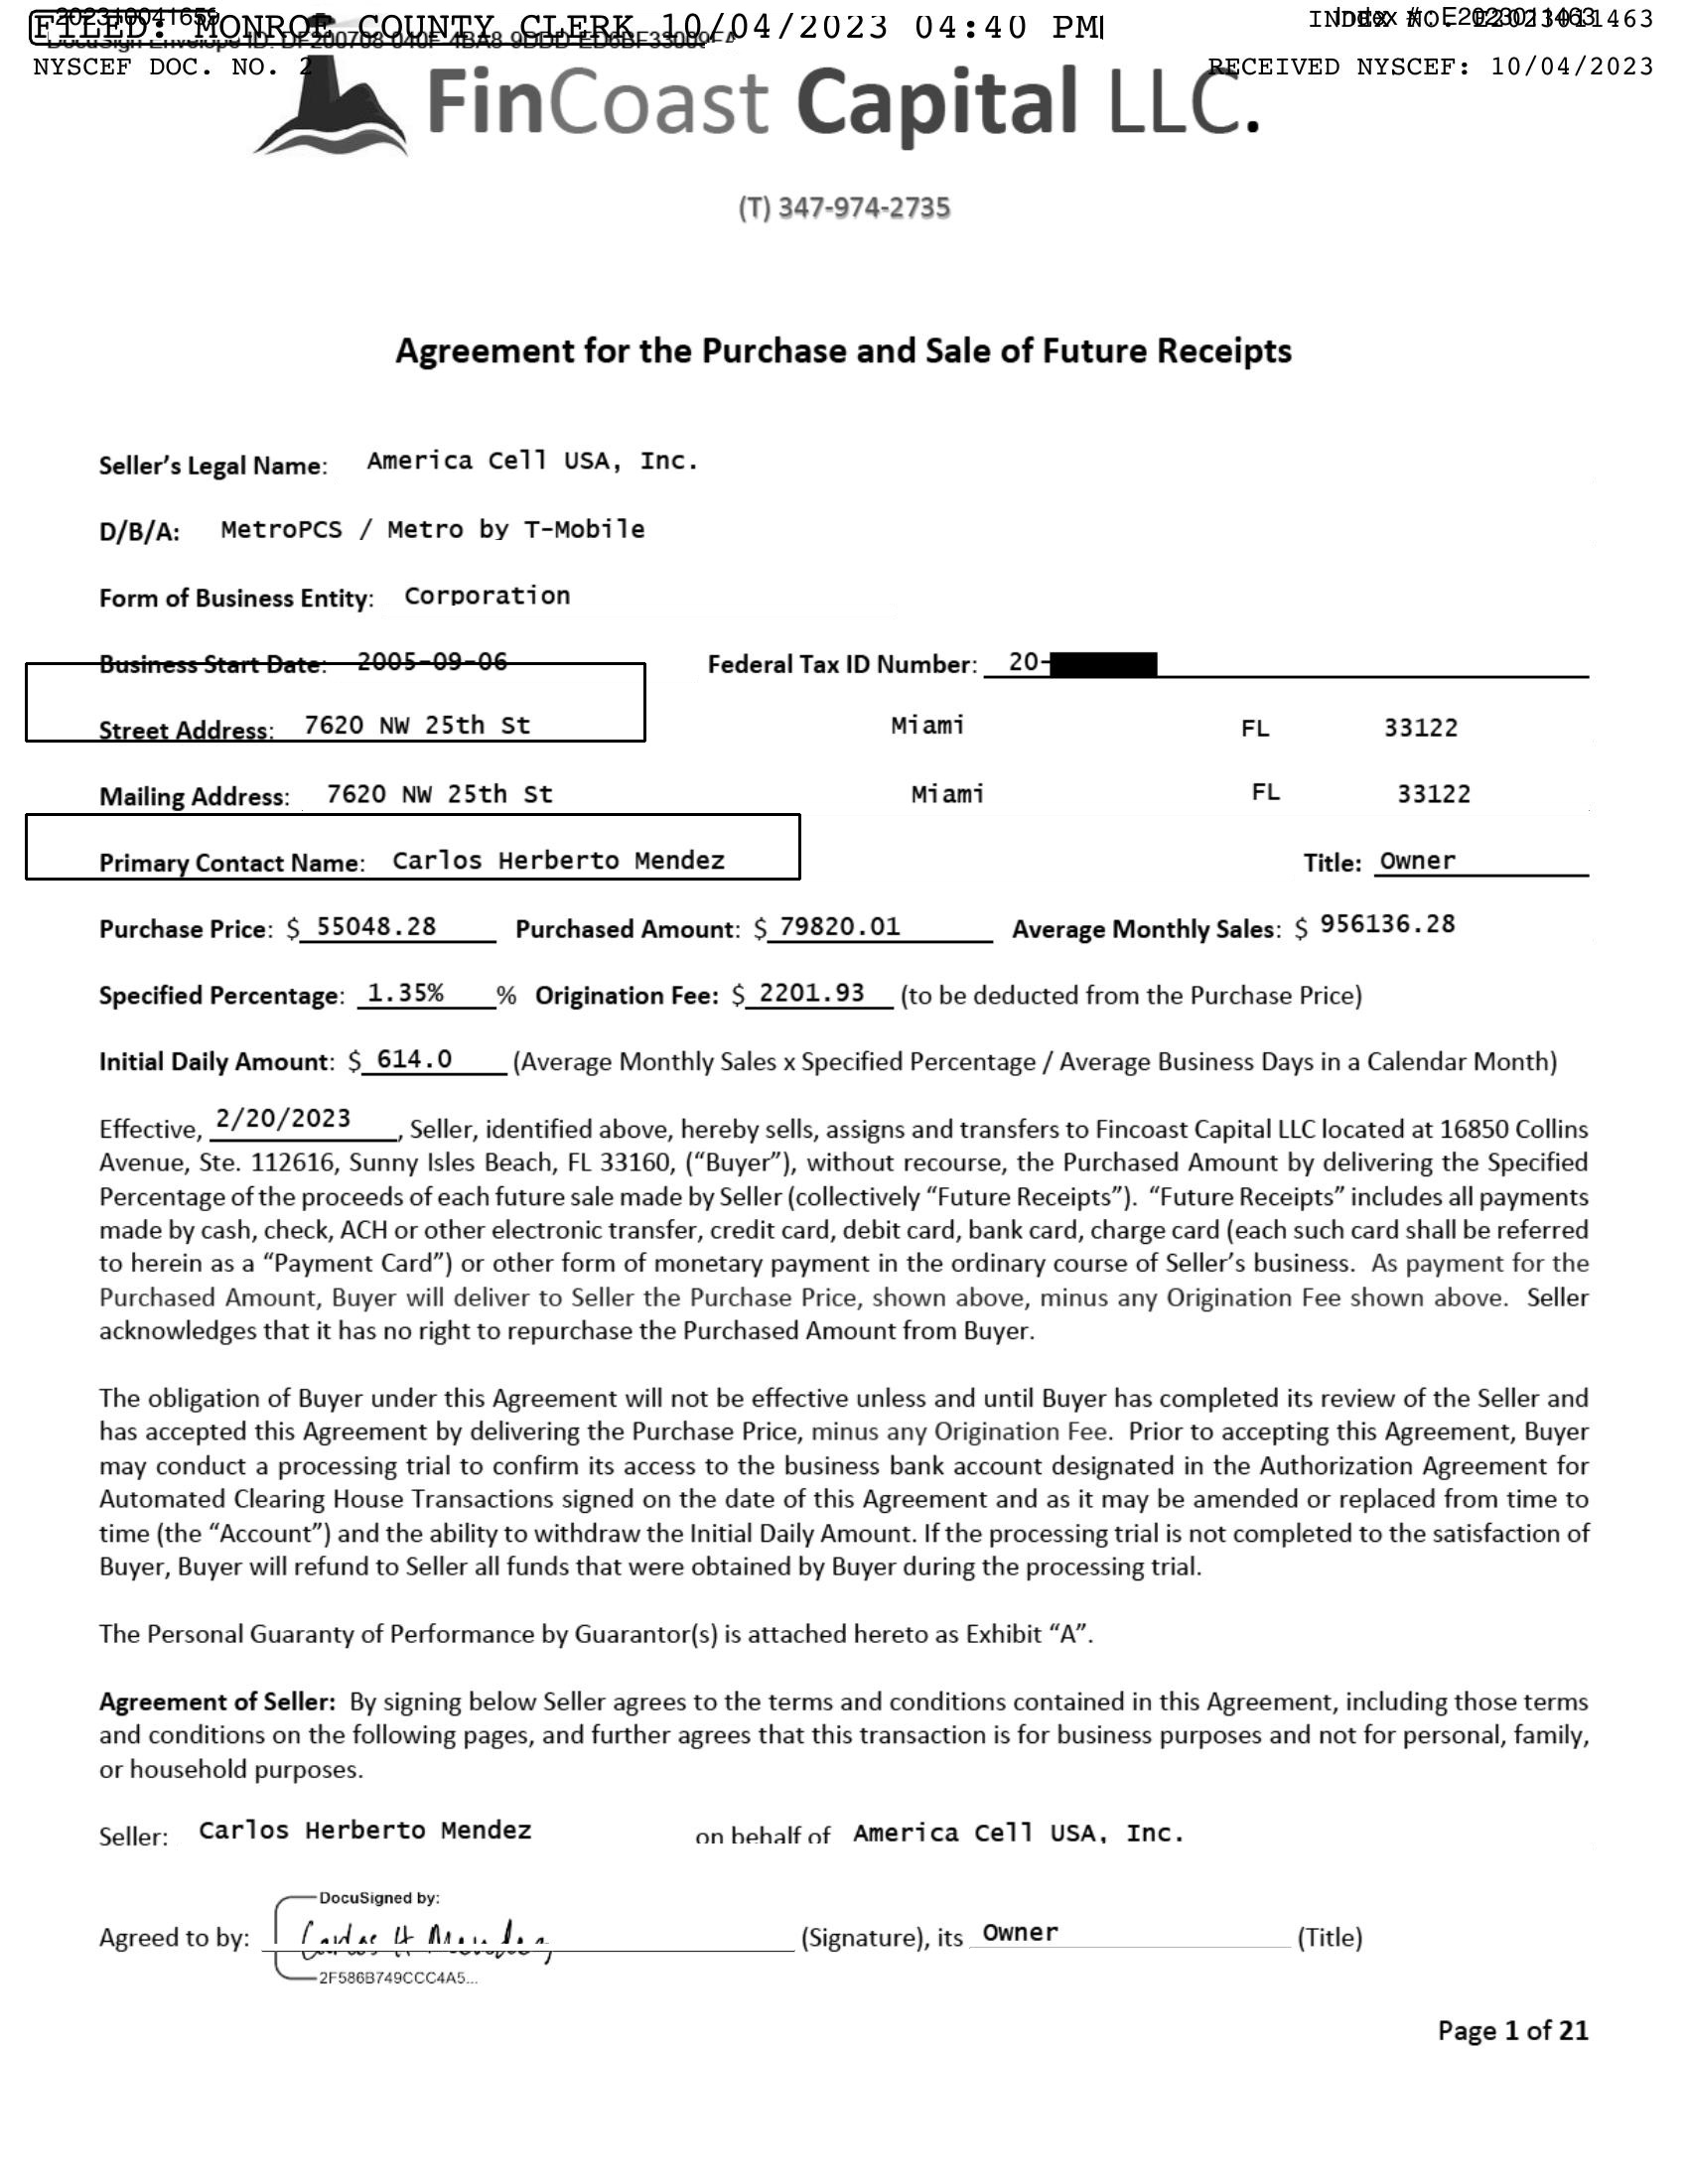 FILED: MONROE COUNTY CLERK 10/04/2023 04:40 PM
202310041659
INDEX NO. E2023011463
Index #: E2023011463
NYSCEF DOC. NO. 2
RECEIVED NYSCEF: 10/04/2023
FinCoast Capital LLC.
(T) 347-974-2735
Agreement for the Purchase and Sale of Future Receipts
Seller's Legal Name: America Cell USA, Inc.
D/B/A: MetroPCS / Metro by T-Mobile
Form of Business Entity: Corporation
Business Start Date: 2005-09-06 Federal Tax ID Number: 20-
Street Address: 7620 NW 25th St Miami FL 33122
Mailing Address: 7620 NW 25th St Miami FL 33122
Primary Contact Name: Carlos Herberto Mendez Title: Owner
Purchase Price: $ 55048.28 Purchased Amount: $ 79820.01 Average Monthly Sales: $ 956136.28
Specified Percentage: 1.35% % Origination Fee: $ 2201.93 (to be deducted from the Purchase Price)
Initial Daily Amount: $ 614.0 (Average Monthly Sales x Specified Percentage / Average Business Days in a Calendar Month)
Effective, 2/20/2023, Seller, identified above, hereby sells, assigns and transfers to Fincoast Capital LLC located at 16850 Collins
Avenue, Ste. 112616, Sunny Isles Beach, FL 33160, ("Buyer"), without recourse, the Purchased Amount by delivering the Specified
Percentage of the proceeds of each future sale made by Seller (collectively "Future Receipts"). "Future Receipts" includes all payments
made by cash, check, ACH or other electronic transfer, credit card, debit card, bank card, charge card (each such card shall be referred
to herein as a "Payment Card") or other form of monetary payment in the ordinary course of Seller's business. As payment for the
Purchased Amount, Buyer will deliver to Seller the Purchase Price, shown above, minus any Origination Fee shown above. Seller
acknowledges that it has no right to repurchase the Purchased Amount from Buyer.
The obligation of Buyer under this Agreement will not be effective unless and until Buyer has completed its review of the Seller and
has accepted this Agreement by delivering the Purchase Price, minus any Origination Fee. Prior to accepting this Agreement, Buyer
may conduct a processing trial to confirm its access to the business bank account designated in the Authorization Agreement for
Automated Clearing House Transactions signed on the date of this Agreement and as it may be amended or replaced from time to
time (the "Account") and the ability to withdraw the Initial Daily Amount. If the processing trial is not completed to the satisfaction of
Buyer, Buyer will refund to Seller all funds that were obtained by Buyer during the processing trial.
The Personal Guaranty of Performance by Guarantor(s) is attached hereto as Exhibit "A".
Agreement of Seller: By signing below Seller agrees to the terms and conditions contained in this Agreement, including those terms
and conditions on the following pages, and further agrees that this transaction is for business purposes and not for personal, family,
or household purposes.
Seller: Carlos Herberto Mendez on behalf of America Cell USA, Inc.
DocuSigned by:
Agreed to by: Carlos H Mendez (Signature), its Owner (Title)
2F586B749CCC4A5...
Page 1 of 21